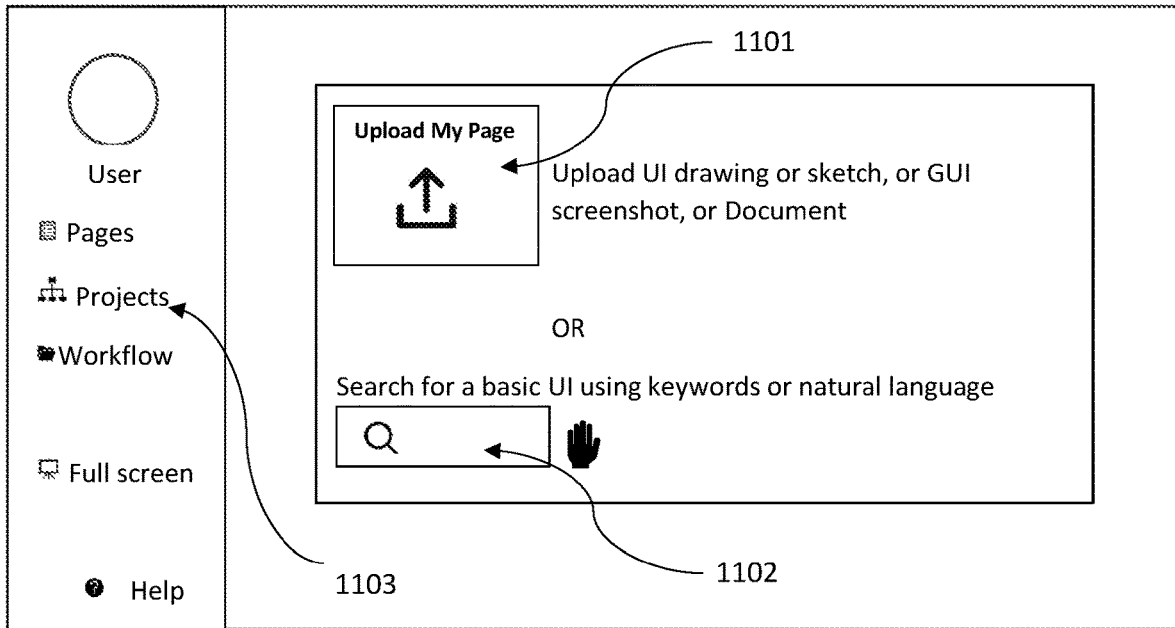 User
Pages
Projects
Workflow
Full screen
Help
1103
1101
Upload My Page
Upload UI drawing or sketch, or GUI
screenshot, or Document
OR
Search for a basic UI using keywords or natural language
1102